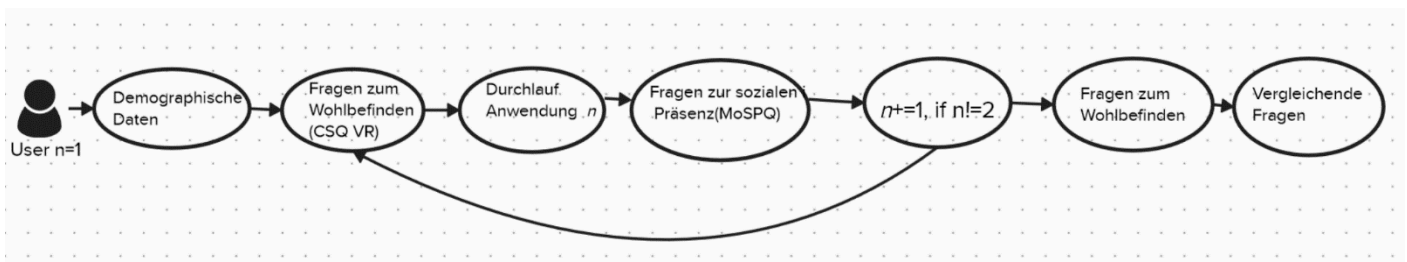 User n=1
Demographische
Daten
Fragen zum
Wohlbefinden
(CSQ VR)
Durchlauf
Anwendung n
Fragen zur sozialen
Präsenz(MoSPQ)
n+=1, if n!=2
Fragen zum
Wohlbefinden
Vergleichende
Fragen